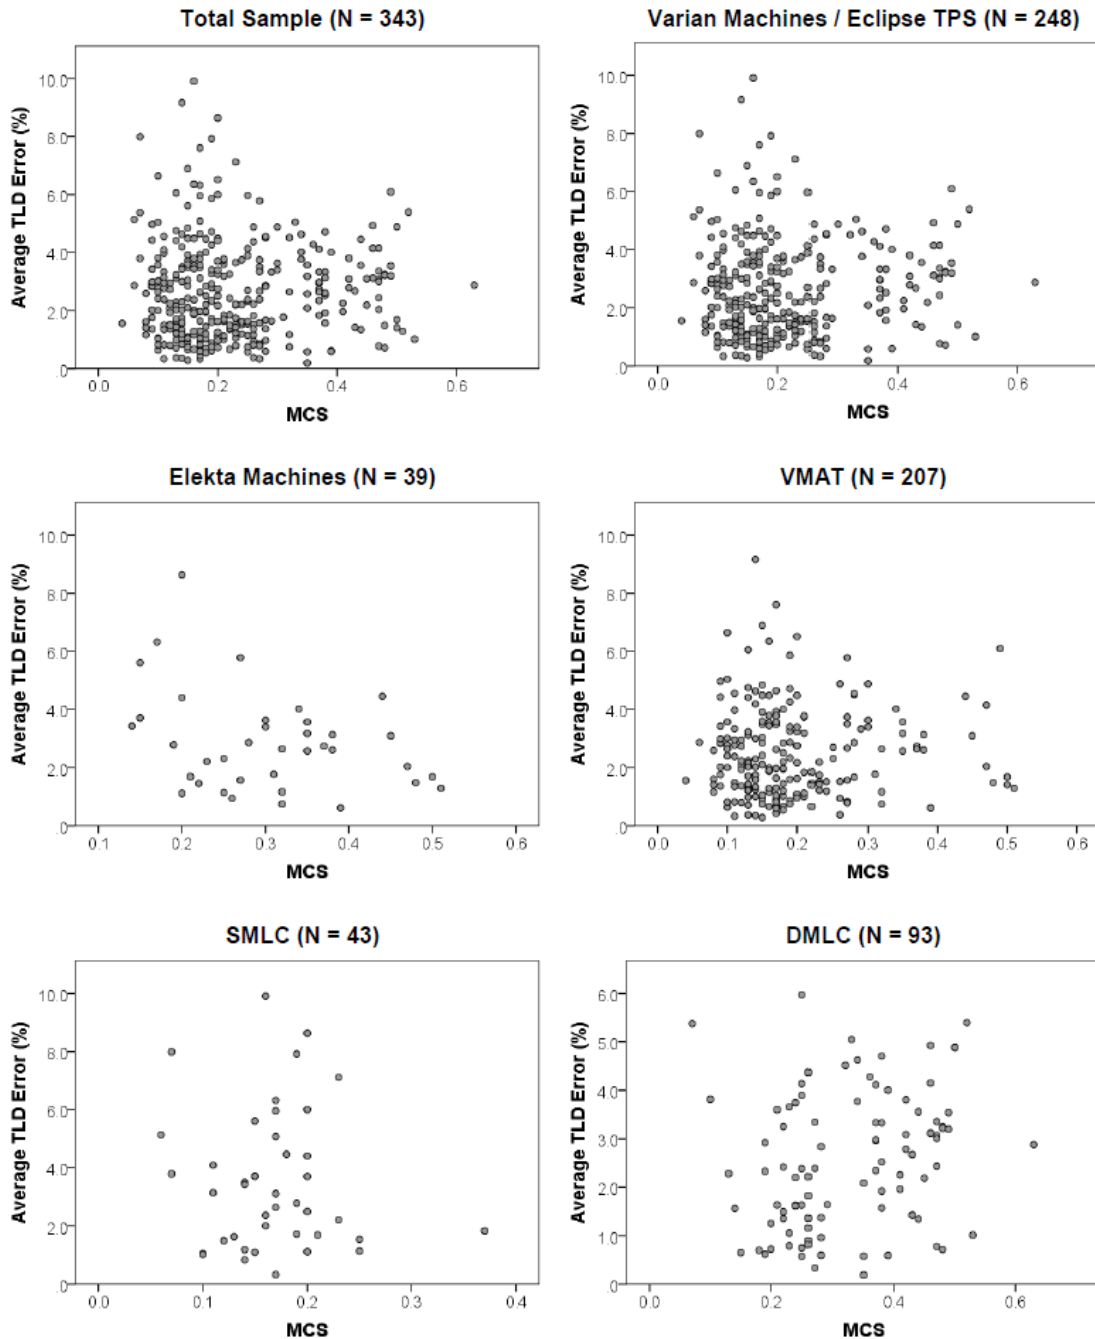 Total Sample (N = 343)
Average TLD Error (%)
10.0
8.0
6.0
4.0
2.0
.0
0.0 0.2 0.4 0.6
MCS
Varian Machines / Eclipse TPS (N = 248)
Average TLD Error (%)
10.0
8.0
6.0
4.0
2.0
.0
0.0 0.2 0.4 0.6
MCS
Elekta Machines (N = 39)
Average TLD Error (%)
10.0
8.0
6.0
4.0
2.0
.0
0.1 0.2 0.3 0.4 0.5 0.6
MCS
VMAT (N = 207)
Average TLD Error (%)
10.0
8.0
6.0
4.0
2.0
.0
0.0 0.1 0.2 0.3 0.4 0.5 0.6
MCS
SMLC (N = 43)
Average TLD Error (%)
10.0
8.0
6.0
4.0
2.0
.0
0.0 0.1 0.2 0.3 0.4
MCS
DMLC (N = 93)
Average TLD Error (%)
6.0
5.0
4.0
3.0
2.0
1.0
.0
0.0 0.2 0.4 0.6
MCS